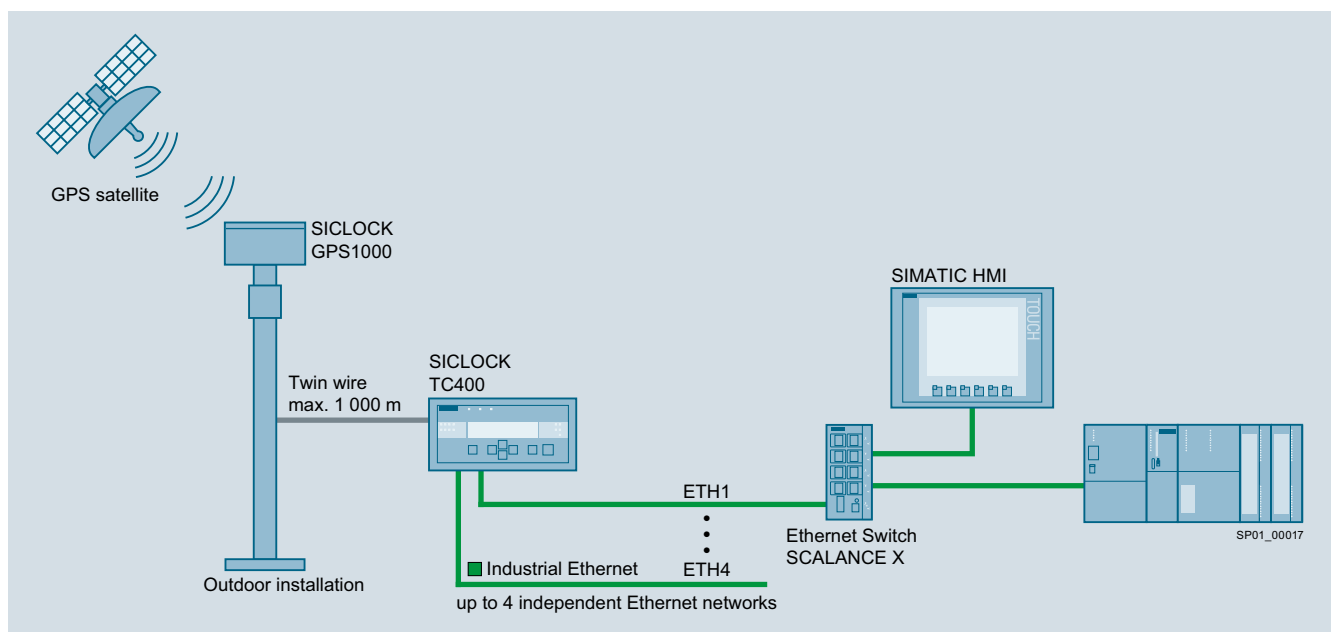 GPS satellite
SICLOCK
GPS1000
SIMATIC HMI
TOUCH
SICLOCK
TC400
Twin wire
max. 1 000 m
ETH1
Ethernet Switch
SCALANCE X
SP01_00017
Industrial Ethernet
ETH4
Outdoor installation
up to 4 independent Ethernet networks